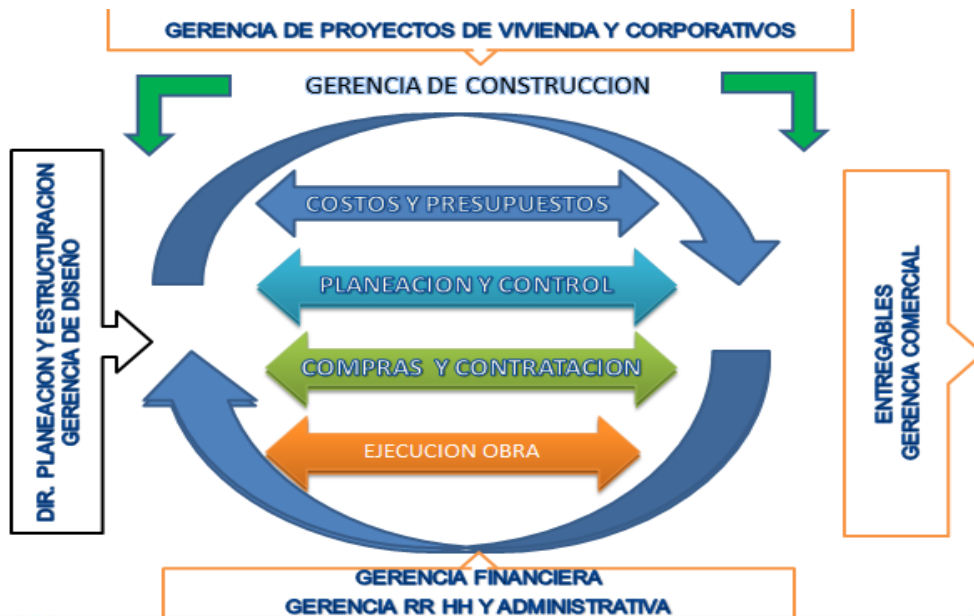 GERENCIA DE PROYECTOS DE VIVIENDA Y CORPORATIVOS
GERENCIA DE CONSTRUCCION
DIR. PLANEACION Y ESTRUCTURACION
GERENCIA DE DISEÑO
COSTOS Y PRESUPUESTOS
PLANEACION Y CONTROL
COMPRAS Y CONTRATACION
EJECUCION OBRA
ENTREGABLES
GERENCIA COMERCIAL
GERENCIA FINANCIERA
GERENCIA RR HH Y ADMINISTRATIVA